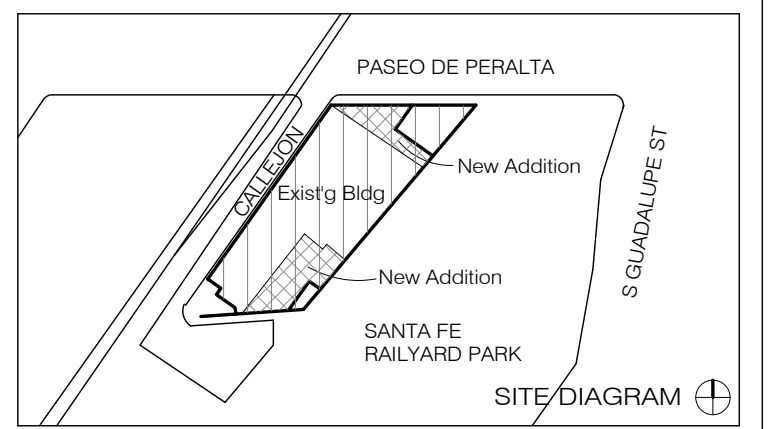 PASEO DE PERALTA
CALLEJON
New Addition
S GUADALUPE ST
Exist'g Bldg
New Addition
SANTA FE
RAILYARD PARK
SITE DIAGRAM